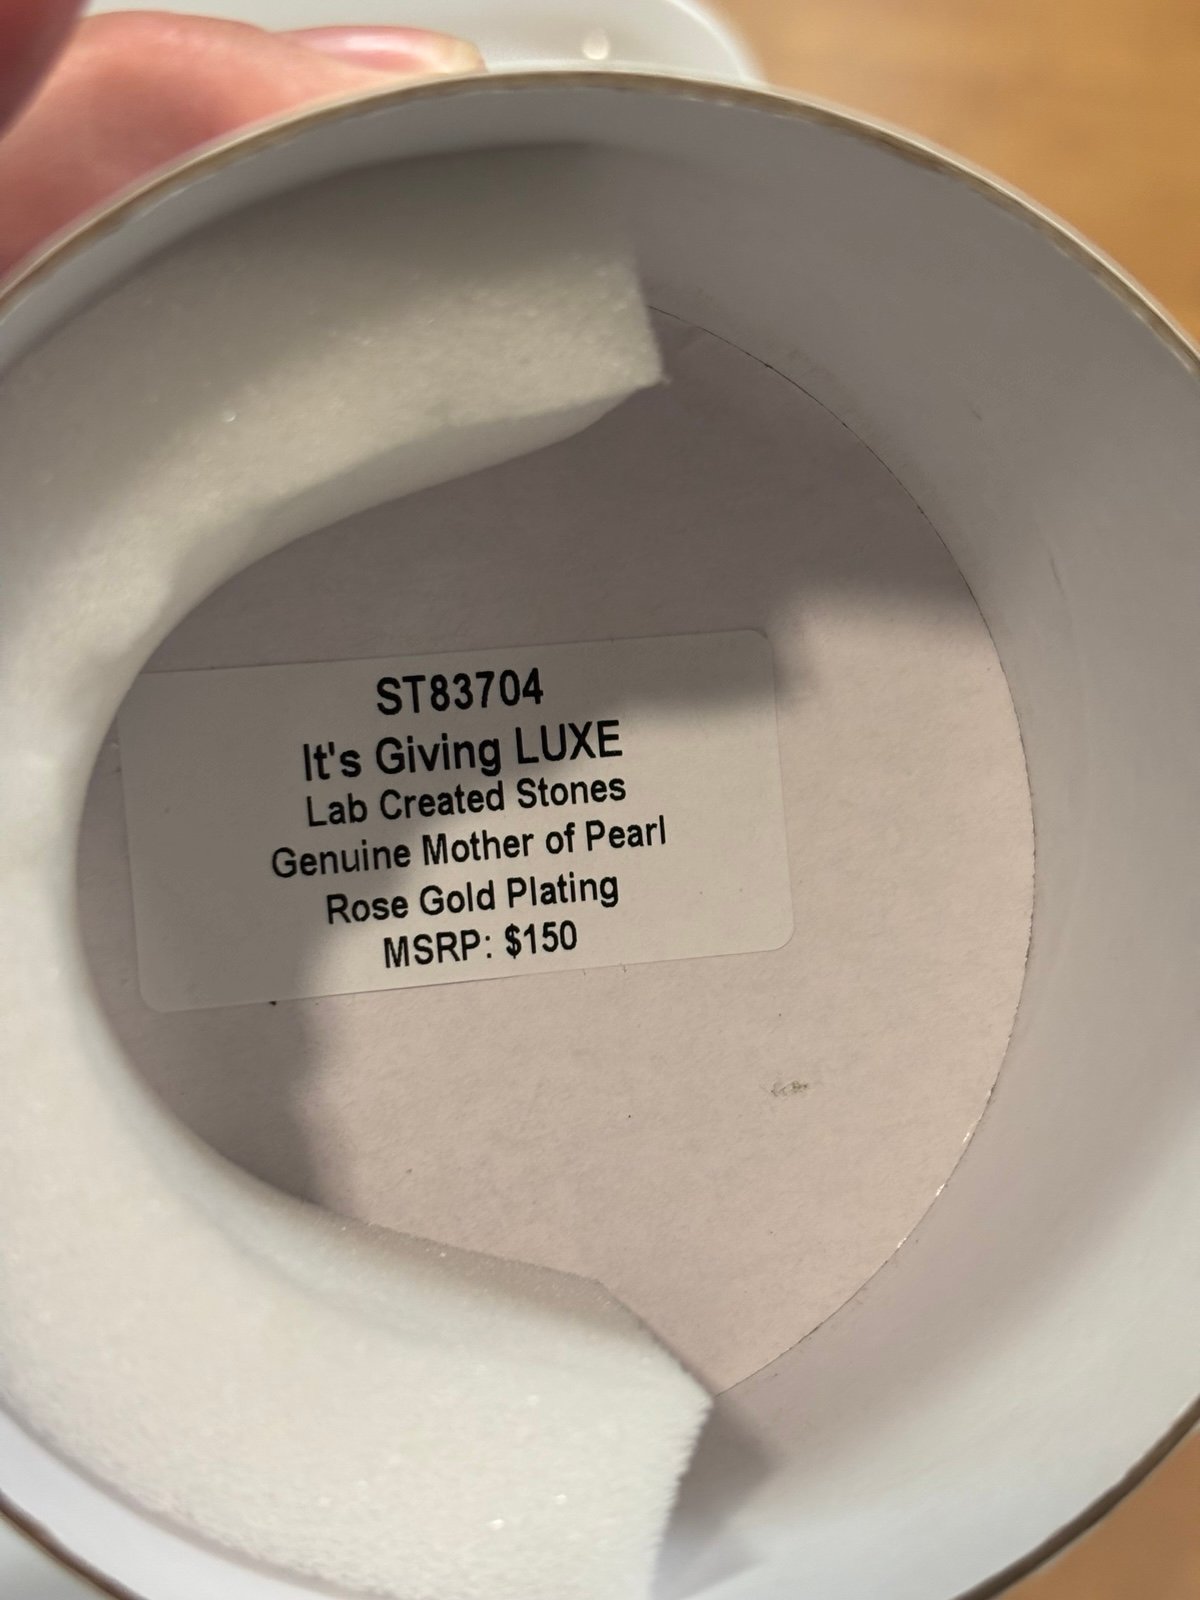 ST83704
It's Giving LUXE
Lab Created Stones
Genuine Mother of Pearl
Rose Gold Plating
MSRP: $150